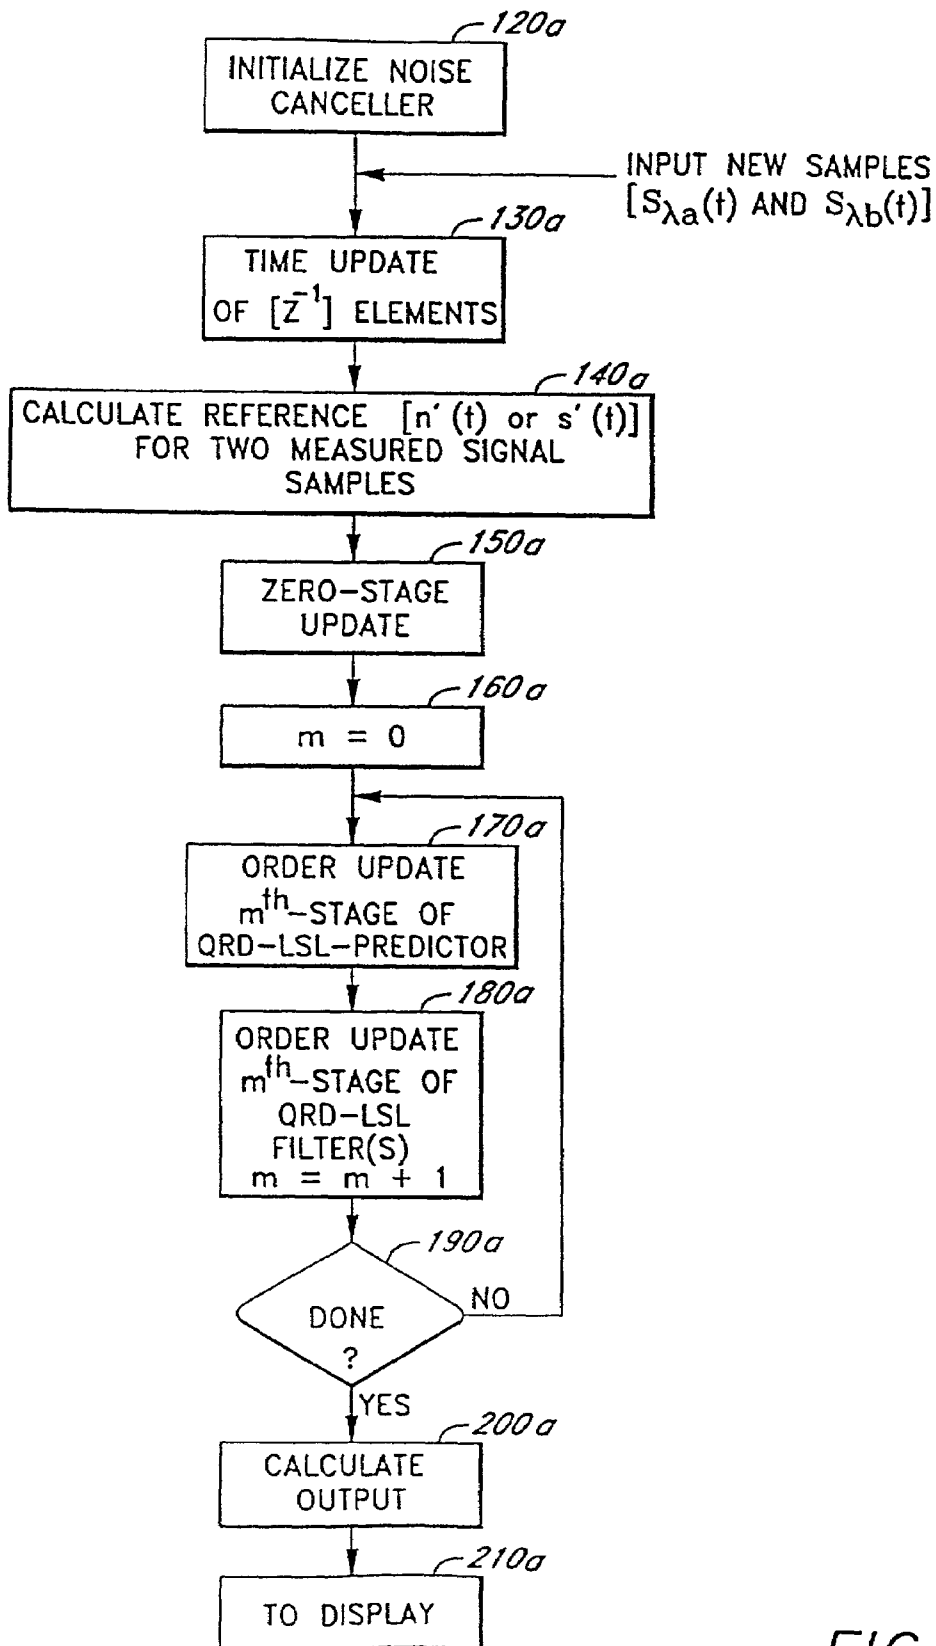 120a
INITIALIZE NOISE
CANCELLER
INPUT NEW SAMPLES
[Sλa(t) AND Sλb(t)]
130a
TIME UPDATE
OF [Z⁻¹] ELEMENTS
140a
CALCULATE REFERENCE [n′(t) or s′(t)]
FOR TWO MEASURED SIGNAL
SAMPLES
150a
ZERO-STAGE
UPDATE
160a
m = 0
170a
ORDER UPDATE
mth-STAGE OF
QRD-LSL-PREDICTOR
180a
ORDER UPDATE
mth-STAGE OF
QRD-LSL
FILTER(S)
m = m + 1
190a
DONE
?
NO
YES
200a
CALCULATE
OUTPUT
210a
TO DISPLAY